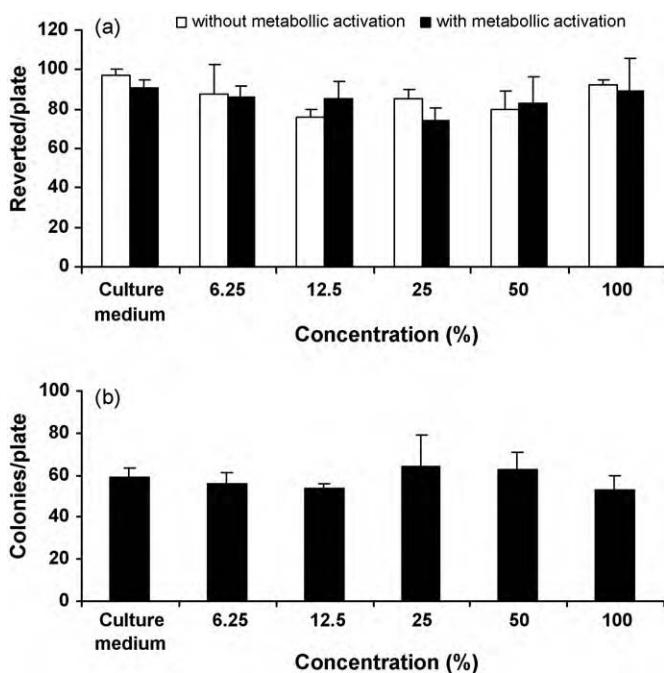 (a)
without metabollic activation
with metabollic activation
Reverted/plate
120
100
80
60
40
20
0
Culture medium
6.25
12.5
25
50
100
Concentration (%)
(b)
Colonies/plate
100
80
60
40
20
0
Culture medium
6.25
12.5
25
50
100
Concentration (%)